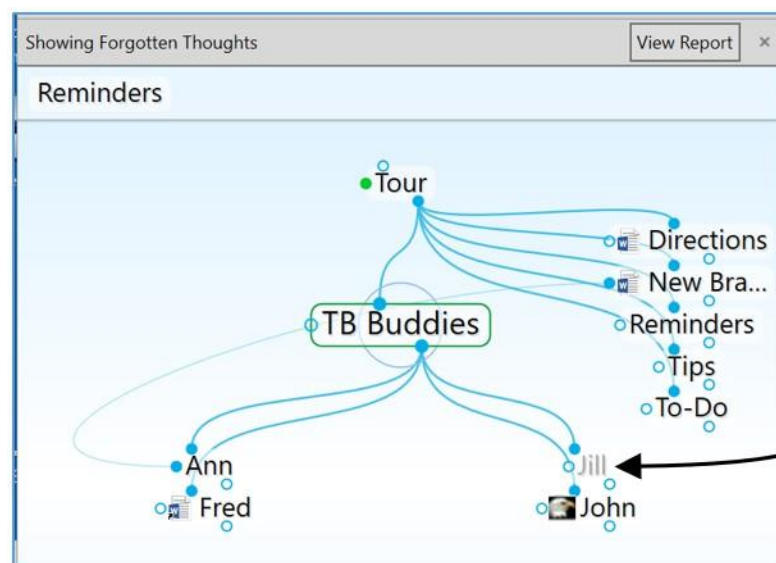 Showing Forgotten Thoughts View Report ×
Reminders
Tour
Directions
New Bra...
TB Buddies
Reminders
Tips
To-Do
Ann
Jill
Fred
John